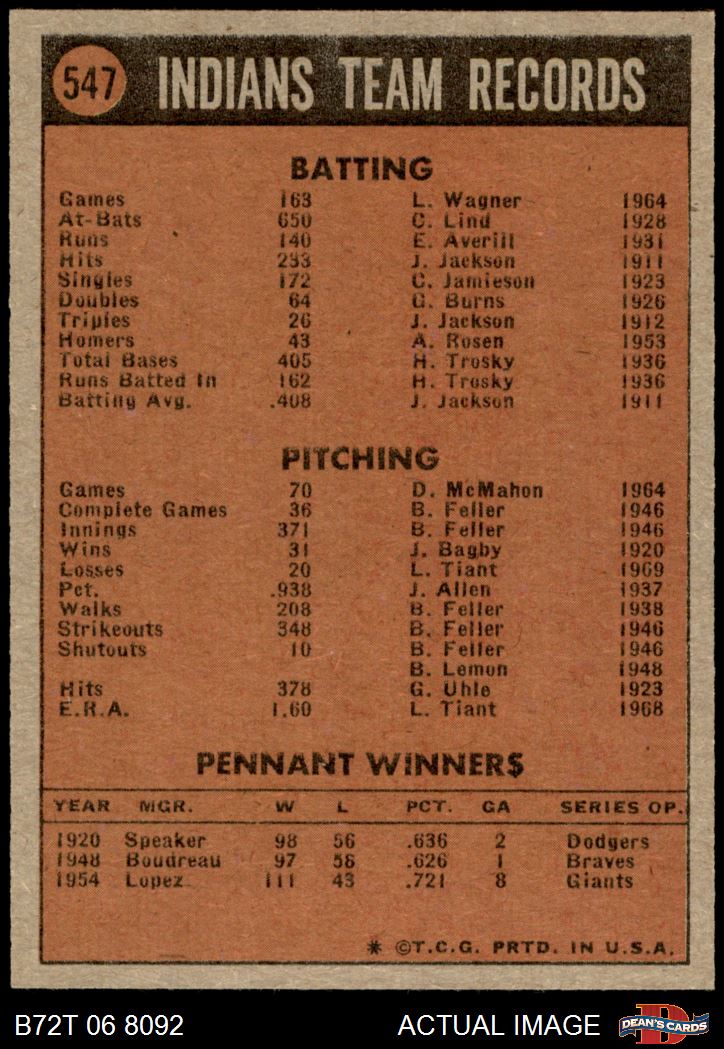 547 INDIANS TEAM RECORDS
BATTING
Games 163 L. Wagner 1964
At-Bats 650 C. Lind 1928
Runs 140 E. Averill 1931
Hits 233 J. Jackson 1911
Singles 172 C. Jamieson 1923
Doubles 64 G. Burns 1926
Triples 26 J. Jackson 1912
Homers 43 A. Rosen 1953
Total Bases 405 H. Trosky 1936
Runs Batted In 162 H. Trosky 1936
Batting Avg. .408 J. Jackson 1911
PITCHING
Games 70 D. McMahon 1964
Complete Games 36 B. Feller 1946
Innings 371 B. Feller 1946
Wins 31 J. Bagby 1920
Losses 20 L. Tiant 1969
Pct. .938 J. Allen 1937
Walks 208 B. Feller 1938
Strikeouts 348 B. Feller 1946
Shutouts 10 B. Feller 1946
B. Lemon 1948
Hits 378 G. Uhle 1923
E.R.A. 1.60 L. Tiant 1968
PENNANT WINNERS
YEAR MGR. W L PCT. GA SERIES OP.
1920 Speaker 98 56 .636 2 Dodgers
1948 Boudreau 97 58 .626 1 Braves
1954 Lopez 111 43 .721 8 Giants
* ©T.C.G. PRTD. IN U.S.A.
B72T 06 8092 ACTUAL IMAGE D DEAN'S CARDS